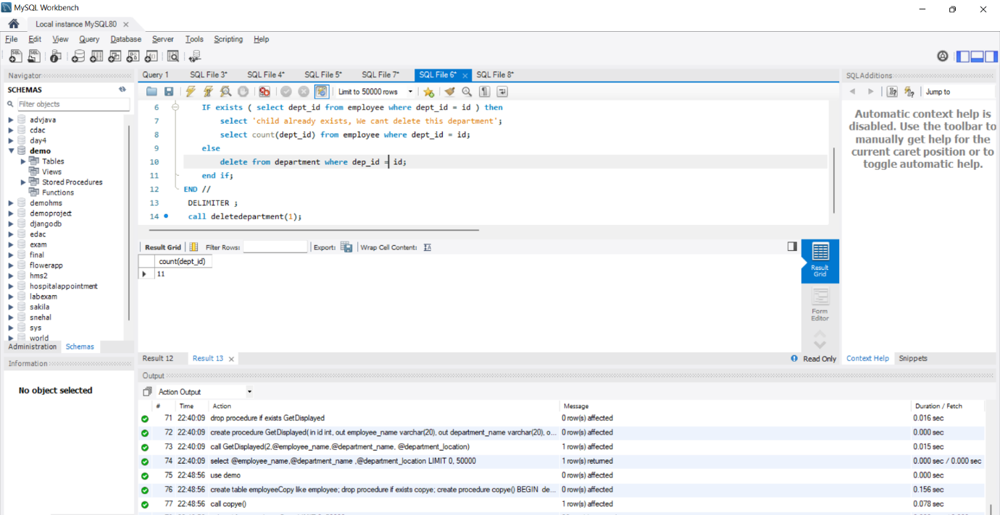 MySQL Workbench
Local instance MySQL80
File Edit View Query Database Server Tools Scripting Help
Navigator
SCHEMAS
Filter objects
advjava
cdac
day4
demo
Tables
Views
Stored Procedures
Functions
demohms
demoproject
djangodb
edac
exam
final
flowerapp
hms2
hospitalappointment
labexam
sakila
snehal
sys
world
Administration Schemas
Information
No object selected
Query 1 SQL File 3* SQL File 4* SQL File 5* SQL File 7* SQL File 6* SQL File 8*
Limit to 50000 rows
6 IF exists ( select dept_id from employee where dept_id = id ) then
7 select 'child already exists, We cant delete this department';
8 select count(dept_id) from employee where dept_id = id;
9 else
10 delete from department where dep_id = id;
11 end if;
12 END //
13 DELIMITER ;
14 call deletedepartment(1);
Result Grid Filter Rows: Export: Wrap Cell Content:
count(dept_id)
11
Result Grid
Form Editor
Result 12 Result 13 Read Only
SQLAdditions
Jump to
Automatic context help is
disabled. Use the toolbar to
manually get help for the
current caret position or to
toggle automatic help.
Context Help Snippets
Output
Action Output
# Time Action Message Duration / Fetch
71 22:40:09 drop procedure if exists GetDisplayed 0 row(s) affected 0.016 sec
72 22:40:09 create procedure GetDisplayed( in id int, out employee_name varchar(20), out department_name varchar(20), o... 0 row(s) affected 0.000 sec
73 22:40:09 call GetDisplayed(2,@employee_name,@department_name, @department_location) 1 row(s) affected 0.015 sec
74 22:40:09 select @employee_name,@department_name ,@department_location LIMIT 0, 50000 1 row(s) returned 0.000 sec / 0.000 sec
75 22:48:56 use demo 0 row(s) affected 0.000 sec
76 22:48:56 create table employeeCopy like employee; drop procedure if exists copye; create procedure copye() BEGIN de... 0 row(s) affected 0.156 sec
77 22:48:56 call copye() 1 row(s) affected 0.078 sec